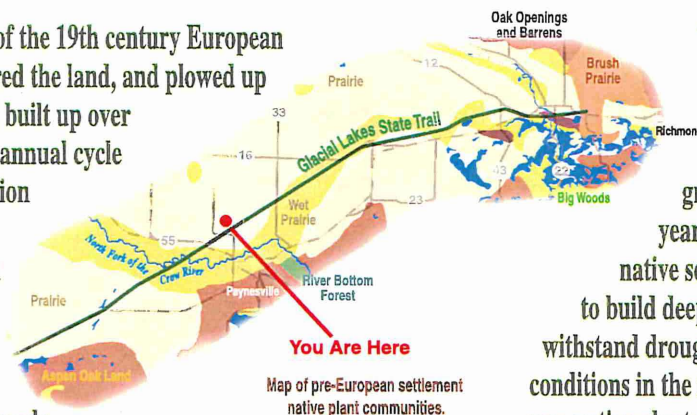 of the 19th century European
red the land, and plowed up
built up over
annual cycle
ion
Oak Openings
and Barrens
Brush
Prairie
Prairie
12
33
Glacial Lakes State Trail
16
Richmon
43
22
23
Big Woods
Wet
Prairie
55
North Fork of the
Crow River
River Bottom
Forest
Paynesville
Prairie
Aspen Oak Land
You Are Here
Map of pre-European settlement
native plant communities.
gr
year
native s
to build deep
withstand droug
conditions in the